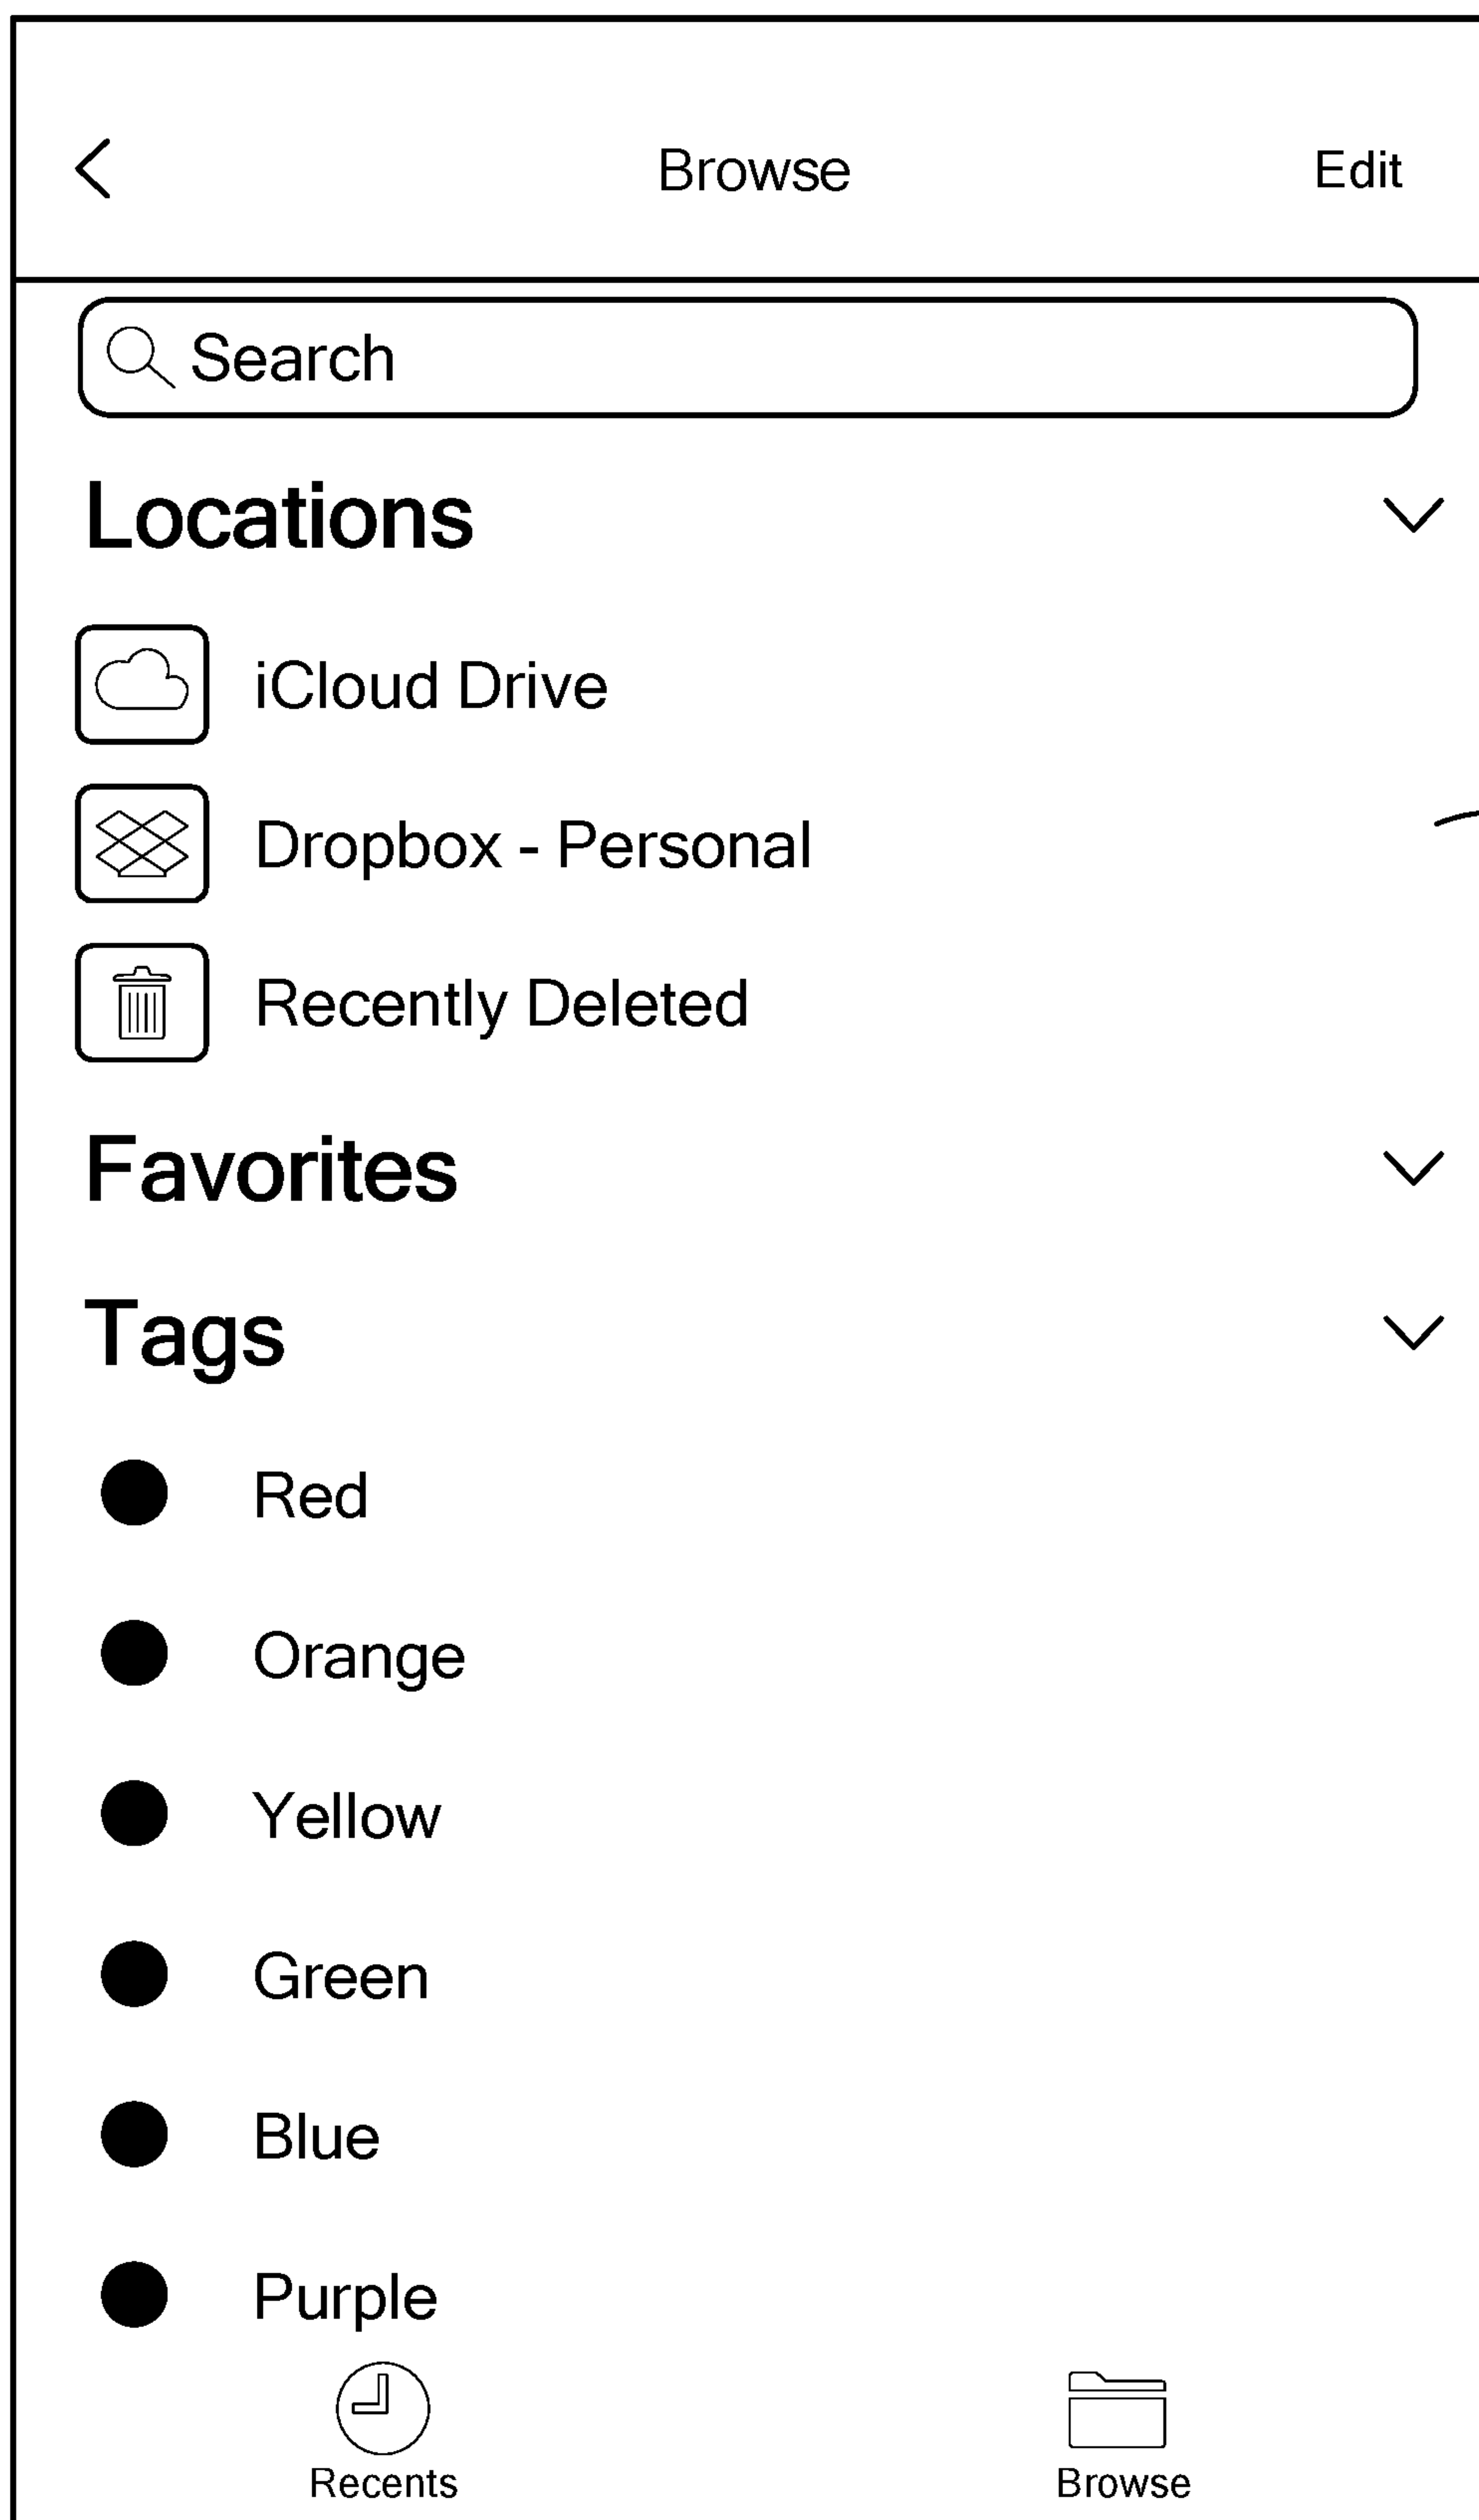 Browse
Edit
Search
Locations
iCloud Drive
Dropbox - Personal
Recently Deleted
Favorites
Tags
Red
Orange
Yellow
Green
Blue
Purple
Recents
Browse